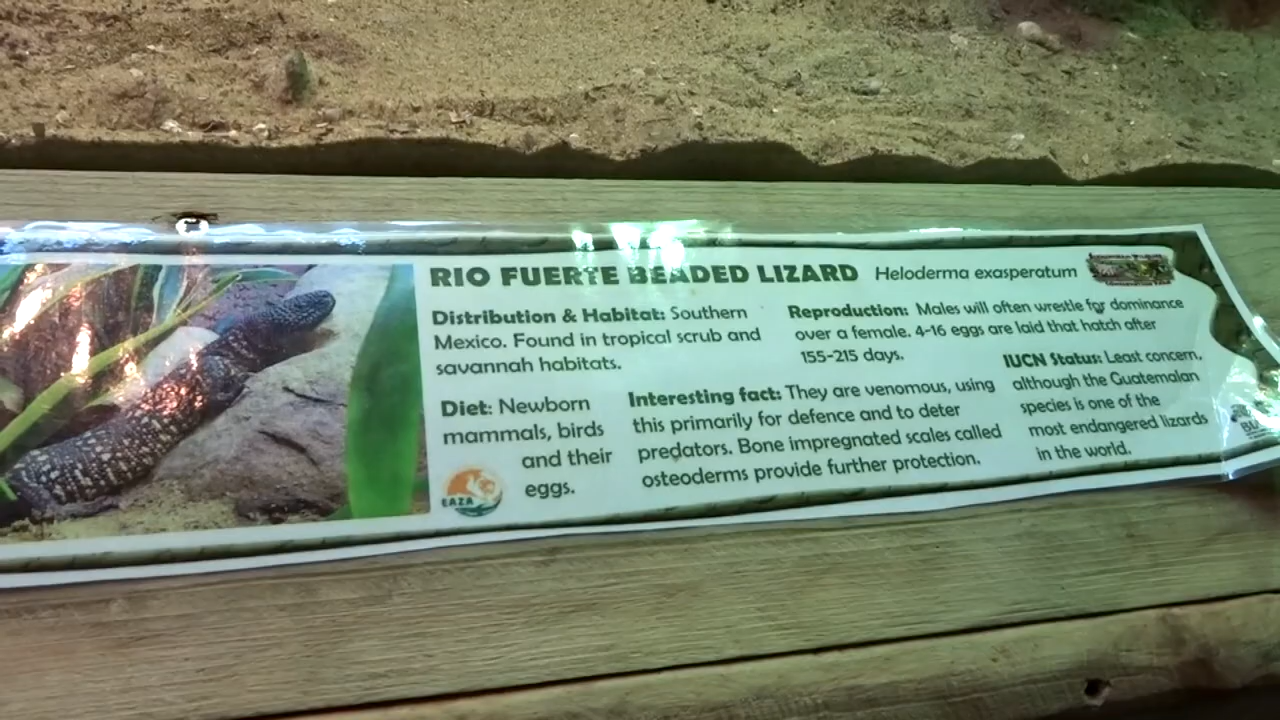 RIO FUERTE BEADED LIZARD Heloderma exasperatum
Distribution & Habitat: Southern
Mexico. Found in tropical scrub and
savannah habitats.
Reproduction: Males will often wrestle for dominance
over a female. 4-16 eggs are laid that hatch after
155-215 days.
Diet: Newborn
mammals, birds
and their
eggs.
Interesting fact: They are venomous, using
this primarily for defence and to deter
predators. Bone impregnated scales called
osteoderms provide further protection.
IUCN Status: Least concern,
although the Guatemalan
species is one of the
most endangered lizards
in the world.
EAZA